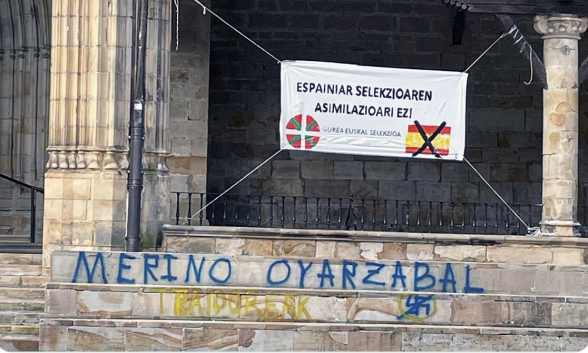 ESPAINIAR SELEKZIOAREN
ASIMILAZIOARI EZ!
GUREA EUSKAL SELEKZIOA
MERINO OYARZABAL
TRAIDOREAK